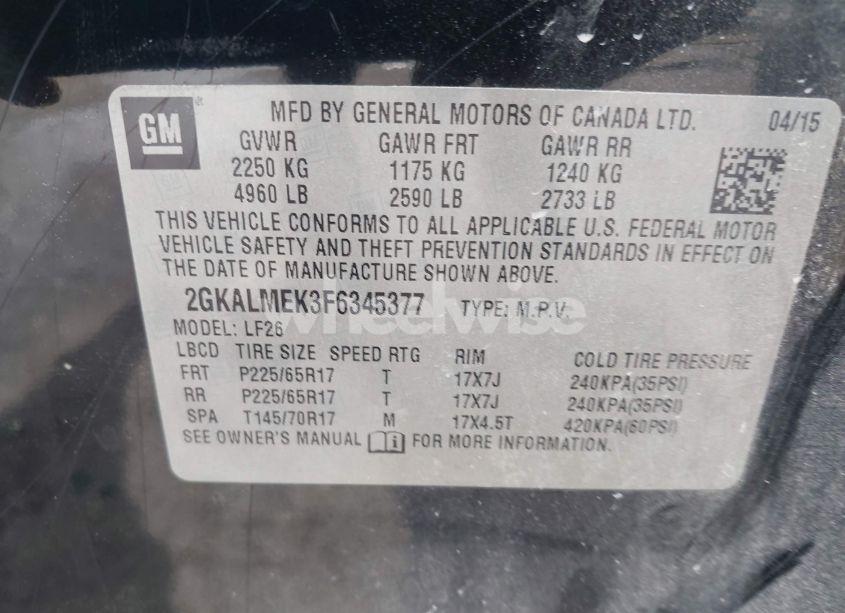 GM
MFD BY GENERAL MOTORS OF CANADA LTD. 04/15
GVWR GAWR FRT GAWR RR
2250 KG 1175 KG 1240 KG
4960 LB 2590 LB 2733 LB
THIS VEHICLE CONFORMS TO ALL APPLICABLE U.S. FEDERAL MOTOR
VEHICLE SAFETY AND THEFT PREVENTION STANDARDS IN EFFECT ON
THE DATE OF MANUFACTURE SHOWN ABOVE.
2GKALMEK3F6345377 TYPE: M.P.V.
wheelwise
MODEL: LF26
LBCD TIRE SIZE SPEED RTG RIM COLD TIRE PRESSURE
FRT P225/65R17 T 17X7J 240KPA(35PSI)
RR P225/65R17 T 17X7J 240KPA(35PSI)
SPA T145/70R17 M 17X4.5T 420KPA(60PSI)
SEE OWNER'S MANUAL FOR MORE INFORMATION.